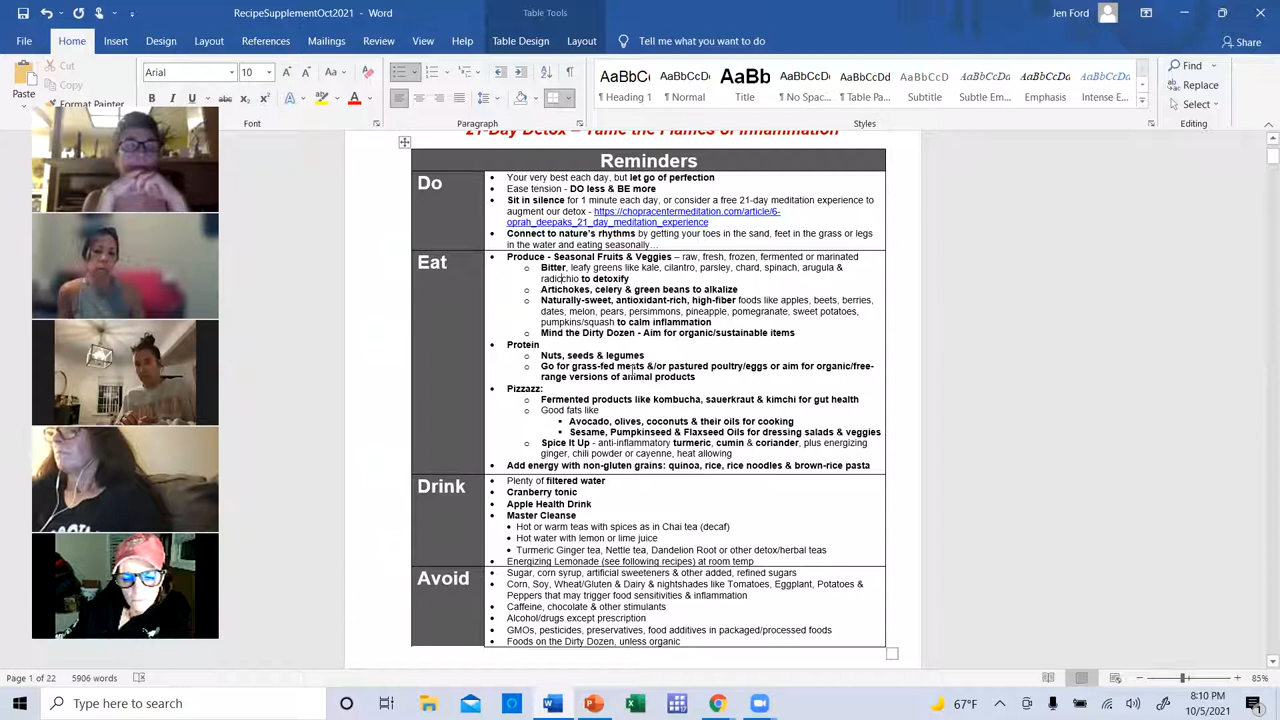 Jen Ford
File Home Insert Draw Design Layout References Mailings Review View Help Tell me what you want to do Share
Cut
Copy
Format Painter
Paste
Arial 10
Font Paragraph Styles Editing
AaBbC( AaBbCcDc AaBb AaBbCcDc AaBbCcDd AaBbCcD AaBbCcDd AaBbCcDd AaBbCcDd
¶ Heading 1 ¶ Normal Title ¶ No Spac... ¶ Table Pa... Subtitle Subtle Em... Emphasis Intense E...
Find
Replace
Select
21-Day Detox – Tame the Flames of Inflammation
Reminders
Do
• Your very best each day, but let go of perfection
• Ease tension - DO less & BE more
• Sit in silence for 1 minute each day, or consider a free 21-day meditation experience to
augment our detox - https://chopracentermeditation.com/article/6-
oprah_deepaks_21_day_meditation_experience
• Connect to nature's rhythms by getting your toes in the sand, feet in the grass or legs
in the water and eating seasonally…
Eat
• Produce - Seasonal Fruits & Veggies – raw, fresh, frozen, fermented or marinated
o Bitter, leafy greens like kale, cilantro, parsley, chard, spinach, arugula &
radicchio to detoxify
o Artichokes, celery & green beans to alkalize
o Naturally-sweet, antioxidant-rich, high-fiber foods like apples, beets, berries,
dates, melon, pears, persimmons, pineapple, pomegranate, sweet potatoes,
pumpkins/squash to calm inflammation
o Mind the Dirty Dozen - Aim for organic/sustainable items
• Protein
o Nuts, seeds & legumes
o Go for grass-fed meats &/or pastured poultry/eggs or aim for organic/free-
range versions of animal products
• Pizzazz:
o Fermented products like kombucha, sauerkraut & kimchi for gut health
o Good fats like
▪ Avocado, olives, coconuts & their oils for cooking
▪ Sesame, Pumpkinseed & Flaxseed Oils for dressing salads & veggies
o Spice It Up - anti-inflammatory turmeric, cumin & coriander, plus energizing
ginger, chili powder or cayenne, heat allowing
• Add energy with non-gluten grains: quinoa, rice, rice noodles & brown-rice pasta
Drink
• Plenty of filtered water
• Cranberry tonic
• Apple Health Drink
• Master Cleanse
• Hot or warm teas with spices as in Chai tea (decaf)
• Hot water with lemon or lime juice
• Turmeric Ginger tea, Nettle tea, Dandelion Root or other detox/herbal teas
• Energizing Lemonade (see following recipes) at room temp
Avoid
• Sugar, corn syrup, artificial sweeteners & other added, refined sugars
• Corn, Soy, Wheat/Gluten & Dairy & nightshades like Tomatoes, Eggplant, Potatoes &
Peppers that may trigger food sensitivities & inflammation
• Caffeine, chocolate & other stimulants
• Alcohol/drugs except prescription
• GMOs, pesticides, preservatives, food additives in packaged/processed foods
• Foods on the Dirty Dozen, unless organic
Page 1 of 22 5906 words 85%
Type here to search
67°F
8:10 PM
10/5/2021